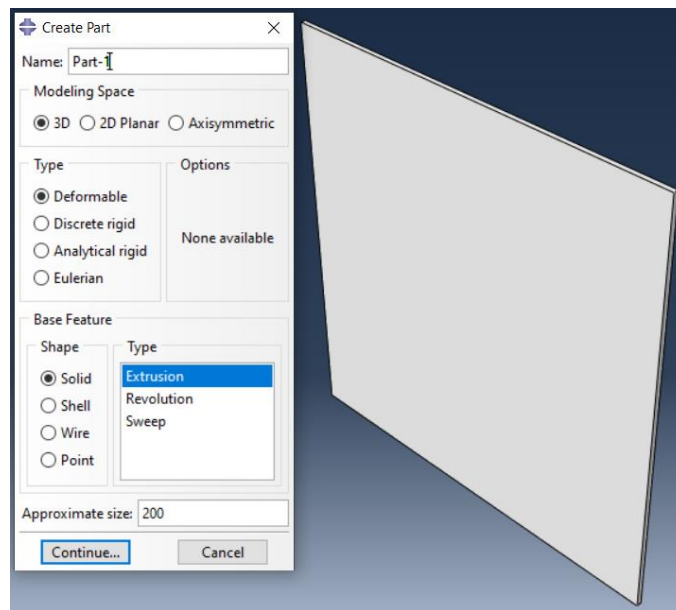 Create Part
Name: Part-1
Modeling Space
3D 2D Planar Axisymmetric
Type
Deformable
Discrete rigid
Analytical rigid
Eulerian
Options
None available
Base Feature
Shape
Solid
Shell
Wire
Point
Type
Extrusion
Revolution
Sweep
Approximate size: 200
Continue... Cancel